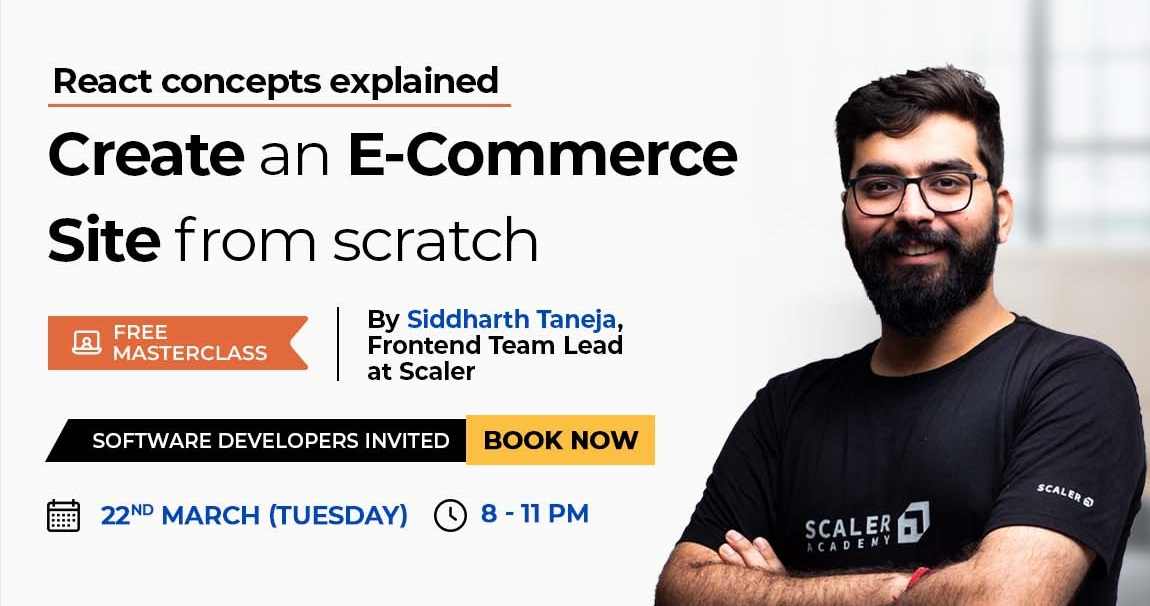 React concepts explained
Create an E-Commerce
Site from scratch
FREE
MASTERCLASS
By Siddharth Taneja,
Frontend Team Lead
at Scaler
SOFTWARE DEVELOPERS INVITED
BOOK NOW
22ND MARCH (TUESDAY)
8 - 11 PM
SCALER
ACADEMY
SCALER